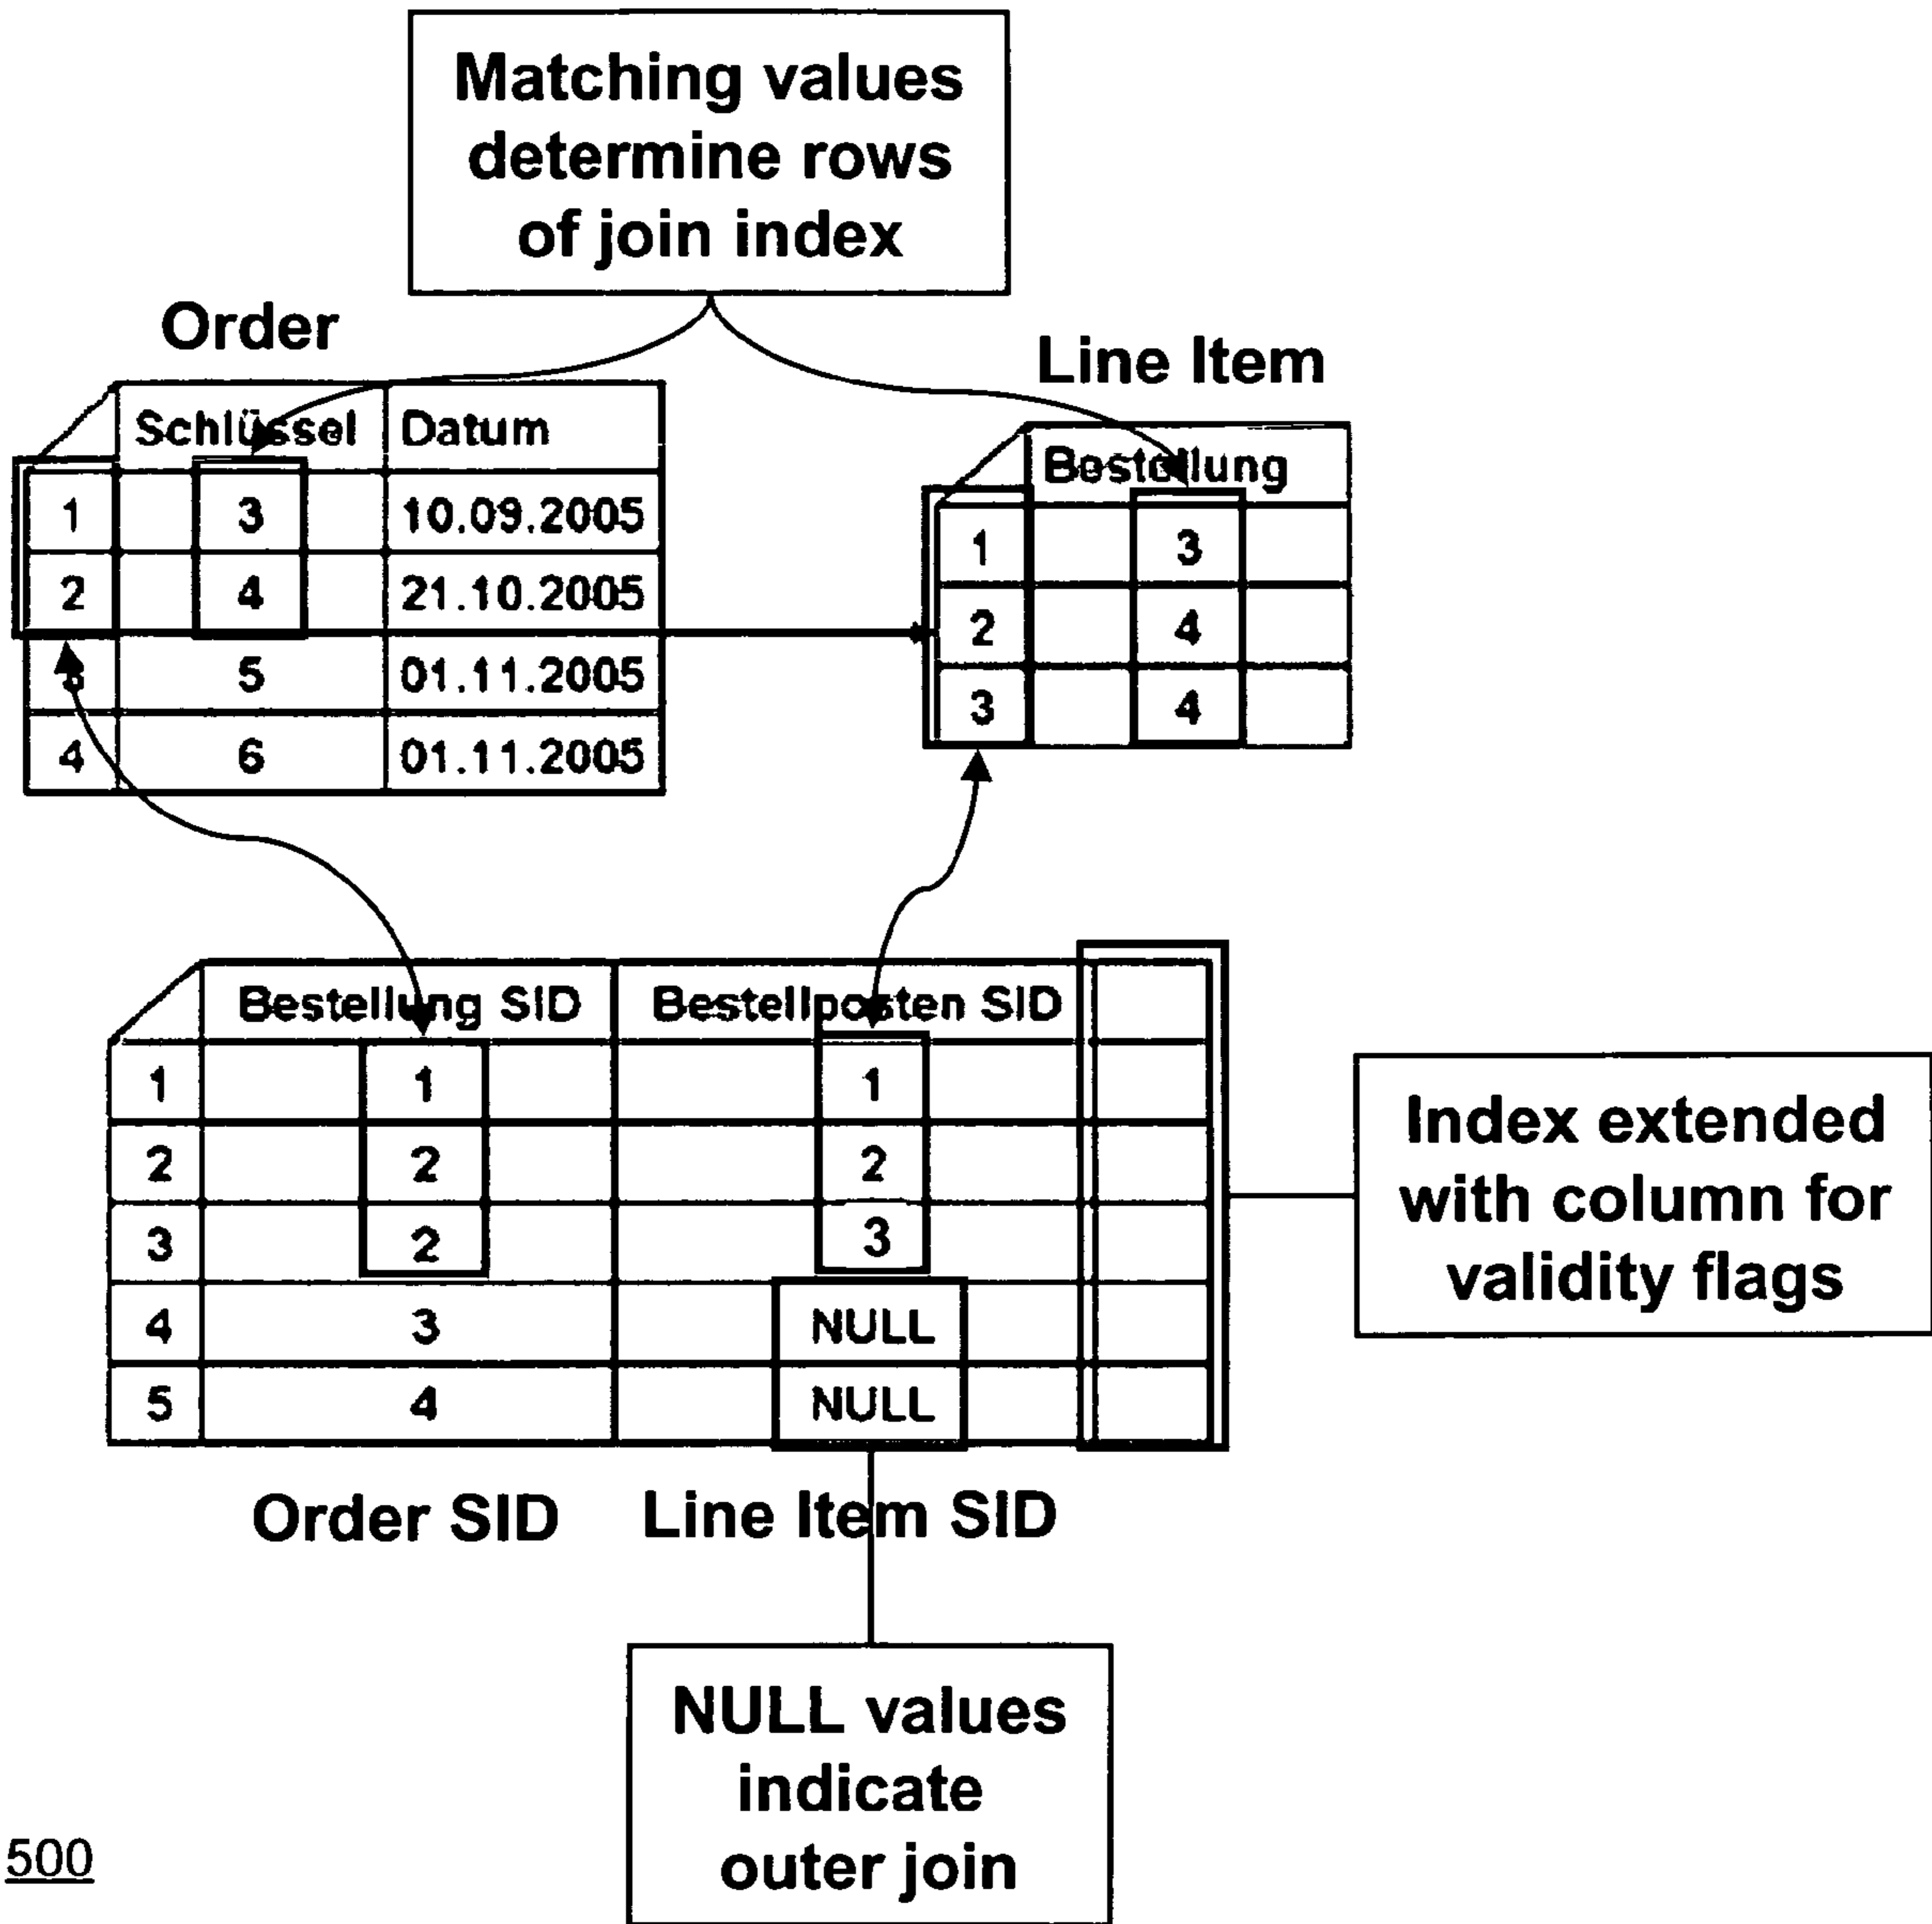 Matching values
determine rows
of join index
Order
Schlüssel Datum
1 3 10.09.2005
2 4 21.10.2005
3 5 01.11.2005
4 6 01.11.2005
Line Item
Bestellung
1 3
2 4
3 4
Bestellung SID Bestellposten SID
1 1 1
2 2 2
3 2 3
4 3 NULL
5 4 NULL
Order SID Line Item SID
Index extended
with column for
validity flags
NULL values
indicate
outer join
500